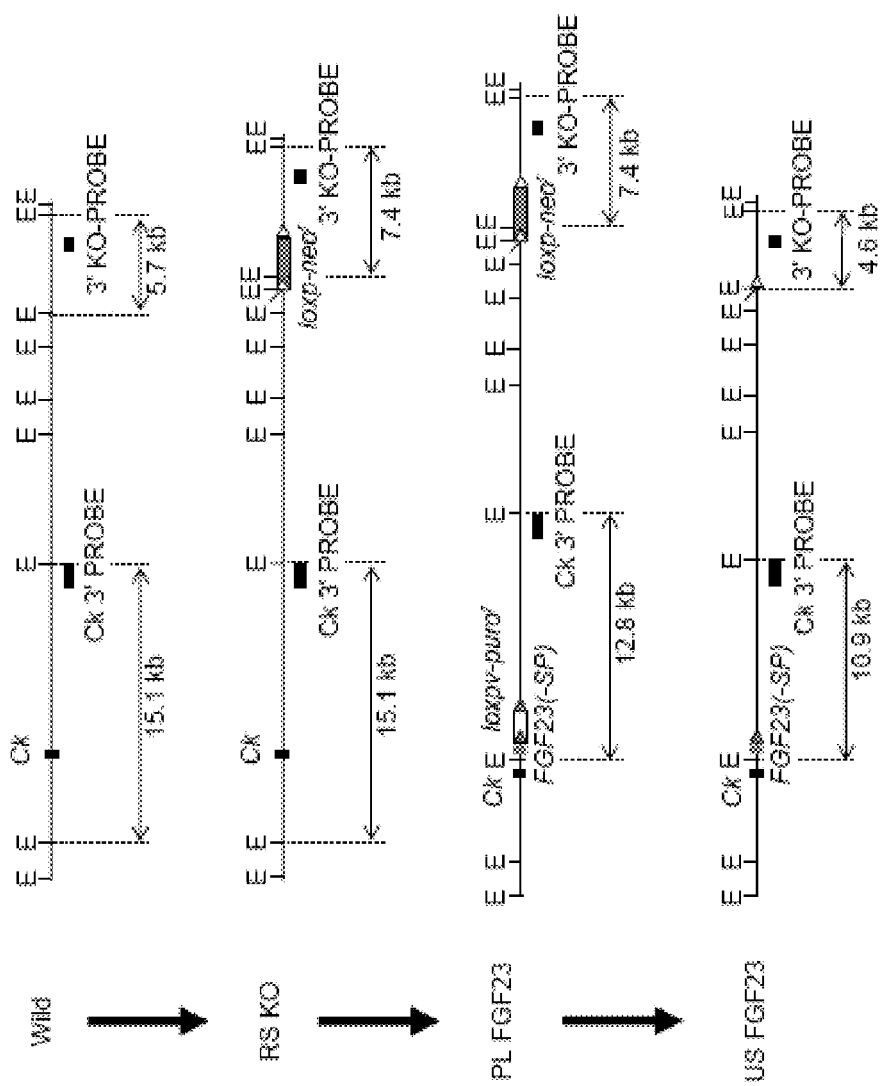 Wild
E E Ck E E E E E E E
Ck 3' PROBE
3' KO-PROBE
15.1 kb
5.7 kb
RS KO
E E Ck E E E E E E E E E
loxp-neo^r
Ck 3' PROBE
3' KO-PROBE
15.1 kb
7.4 kb
PL FGF23
E E Ck E loxpv-puro^r E E E E E E E E E
FGF23(-SP)
loxp-neo^r
Ck 3' PROBE
3' KO-PROBE
12.8 kb
7.4 kb
US FGF23
E E Ck E E E E E E E E E
FGF23(-SP)
Ck 3' PROBE
3' KO-PROBE
10.9 kb
4.6 kb